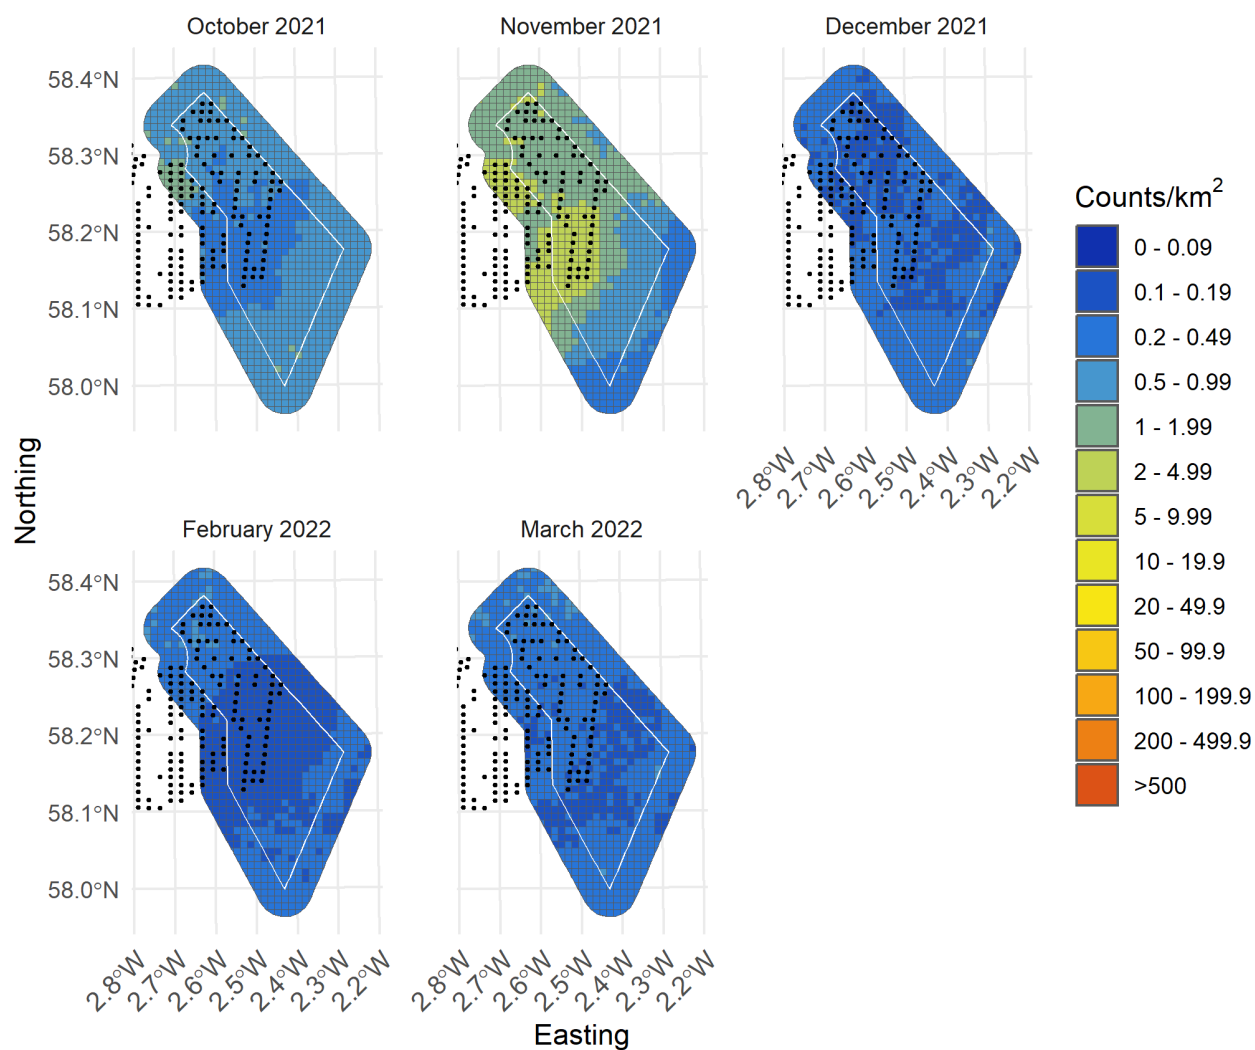 October 2021
November 2021
December 2021
58.4°N
58.3°N
58.2°N
58.1°N
58.0°N
2.8°W
2.7°W
2.6°W
2.5°W
2.4°W
2.3°W
2.2°W
Northing
February 2022
March 2022
58.4°N
58.3°N
58.2°N
58.1°N
58.0°N
2.8°W
2.7°W
2.6°W
2.5°W
2.4°W
2.3°W
2.2°W
2.8°W
2.7°W
2.6°W
2.5°W
2.4°W
2.3°W
2.2°W
Easting
Counts/km²
0 - 0.09
0.1 - 0.19
0.2 - 0.49
0.5 - 0.99
1 - 1.99
2 - 4.99
5 - 9.99
10 - 19.9
20 - 49.9
50 - 99.9
100 - 199.9
200 - 499.9
>500